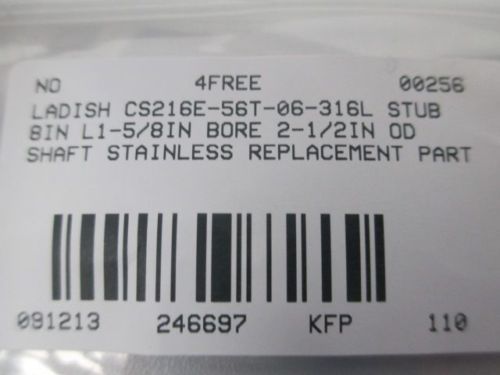 NO 4FREE 00256
LADISH CS216E-56T-06-316L STUB
8IN L1-5/8IN BORE 2-1/2IN OD
SHAFT STAINLESS REPLACEMENT PART
091213 246697 KFP 110